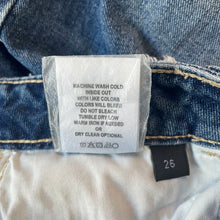 MACHINE WASH COLD
INSIDE OUT
WITH LIKE COLORS
COLORS WILL BLEED
DO NOT BLEACH
TUMBLE DRY LOW
WARM IRON IF NEEDED
OR
DRY CLEAN OPTIONAL
26